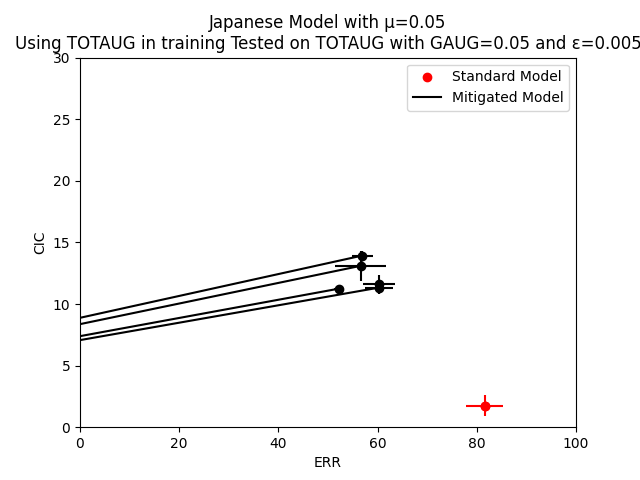 Japanese Model with μ=0.05
Using TOTAUG in training Tested on TOTAUG with GAUG=0.05 and ε=0.005
30
25
20
15
10
5
0
CIC
Standard Model
Mitigated Model
0 20 40 60 80 100
ERR